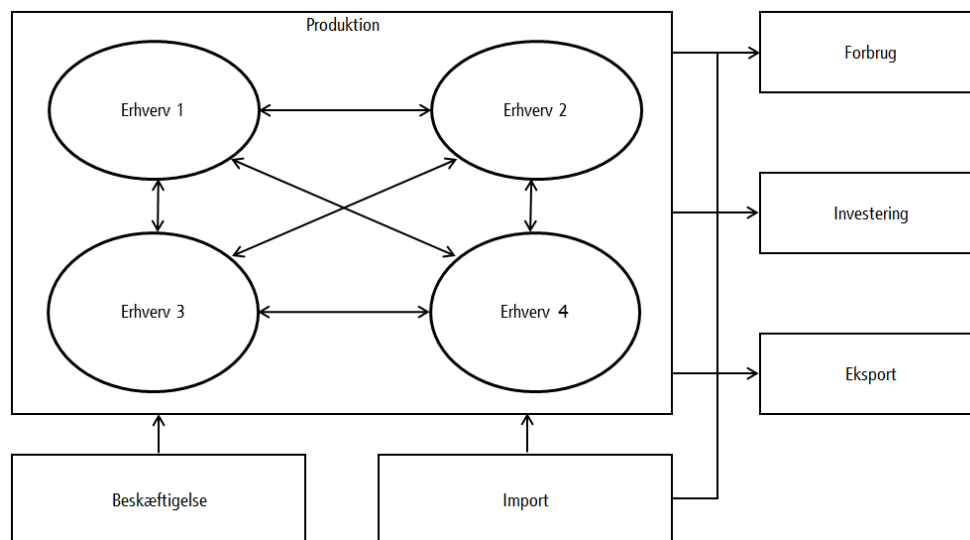 Produktion
Erhverv 1
Erhverv 2
Erhverv 3
Erhverv 4
Forbrug
Investering
Eksport
Beskæftigelse
Import